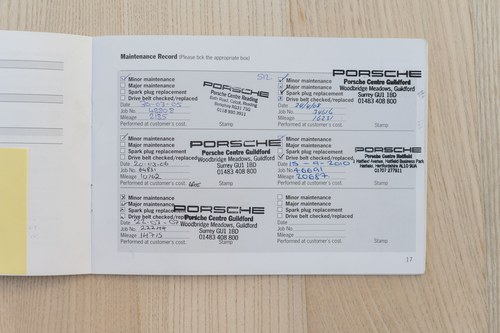 Maintenance Record (Please tick the appropriate box)
Minor maintenance
Major maintenance
Spark plug replacement
Drive belt checked/replaced
Date
Job No.
Mileage
Performed at customer's cost.
Stamp
PORSCHE
Porsche Centre Reading
Minor maintenance
Major maintenance
Spark plug replacement
Drive belt checked/replaced
Date
Job No.
Mileage
Performed at customer's cost.
Stamp
PORSCHE
Porsche Centre Guildford
Woodbridge Meadows, Guildford
Surrey GU1 1BD
01483 408 800
Minor maintenance
Major maintenance
Spark plug replacement
Drive belt checked/replaced
Date
Job No.
Mileage
Performed at customer's cost.
Stamp
PORSCHE
Porsche Centre Guildford
Woodbridge Meadows, Guildford
Surrey GU1 1BD
01483 408 800
Minor maintenance
Major maintenance
Spark plug replacement
Drive belt checked/replaced
Date
Job No.
Mileage 20687
Performed at customer's cost.
Stamp
PORSCHE
Porsche Centre Hatfield
01707 277911
Minor maintenance
Major maintenance
Spark plug replacement
Drive belt checked/replaced
Date 22-02-07
Job No.
Mileage 14715
Performed at customer's cost.
Stamp
PORSCHE
Porsche Centre Guildford
Woodbridge Meadows, Guildford
Surrey GU1 1BD
01483 408 800
Minor maintenance
Major maintenance
Spark plug replacement
Drive belt checked/replaced
Date
Job No.
Mileage
Performed at customer's cost.
Stamp
17